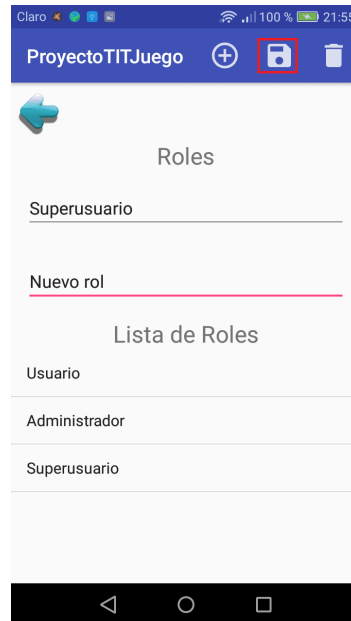 Claro 100 % 21:55
ProyectoTITJuego
Roles
Superusuario
Nuevo rol
Lista de Roles
Usuario
Administrador
Superusuario